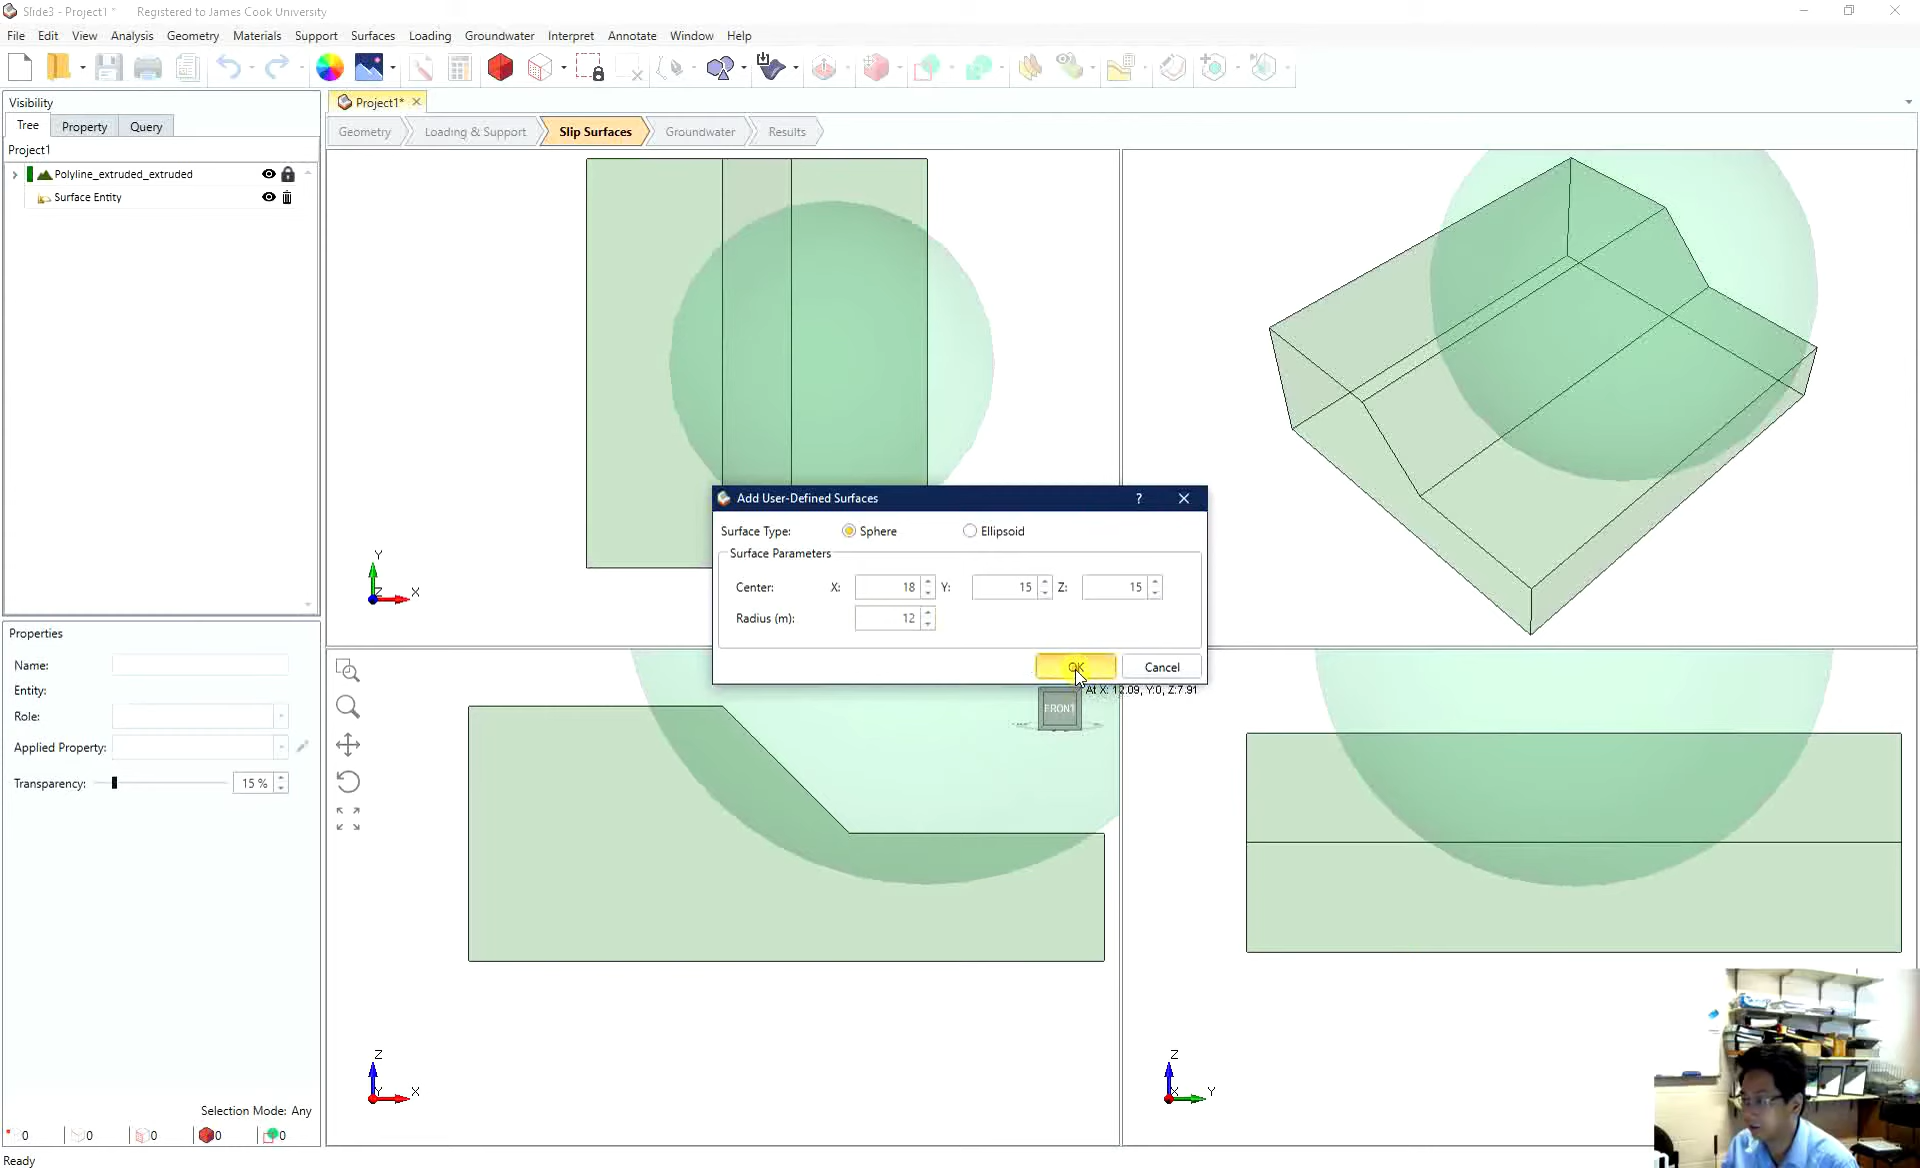 Slide3 - Project1 *     Registered to James Cook University
File Edit View Analysis Geometry Materials Support Surfaces Loading Groundwater Interpret Annotate Window Help
Visibility
Project1*
Tree Property Query
Geometry Loading & Support Slip Surfaces Groundwater Results
Project1
Polyline_extruded_extruded
Surface Entity
Add User-Defined Surfaces ?
Surface Type: Sphere Ellipsoid
Surface Parameters
Center: X: 18 Y: 15 Z: 15
Radius (m): 12
OK Cancel
At X: 12.09, Y:0, Z:7.91
FRONT
Y
Z X
Properties
Name:
Entity:
Role:
Applied Property:
Transparency: 15 %
Z
Y X
Z
X Y
Selection Mode: Any
0 0 0 0 0
Ready